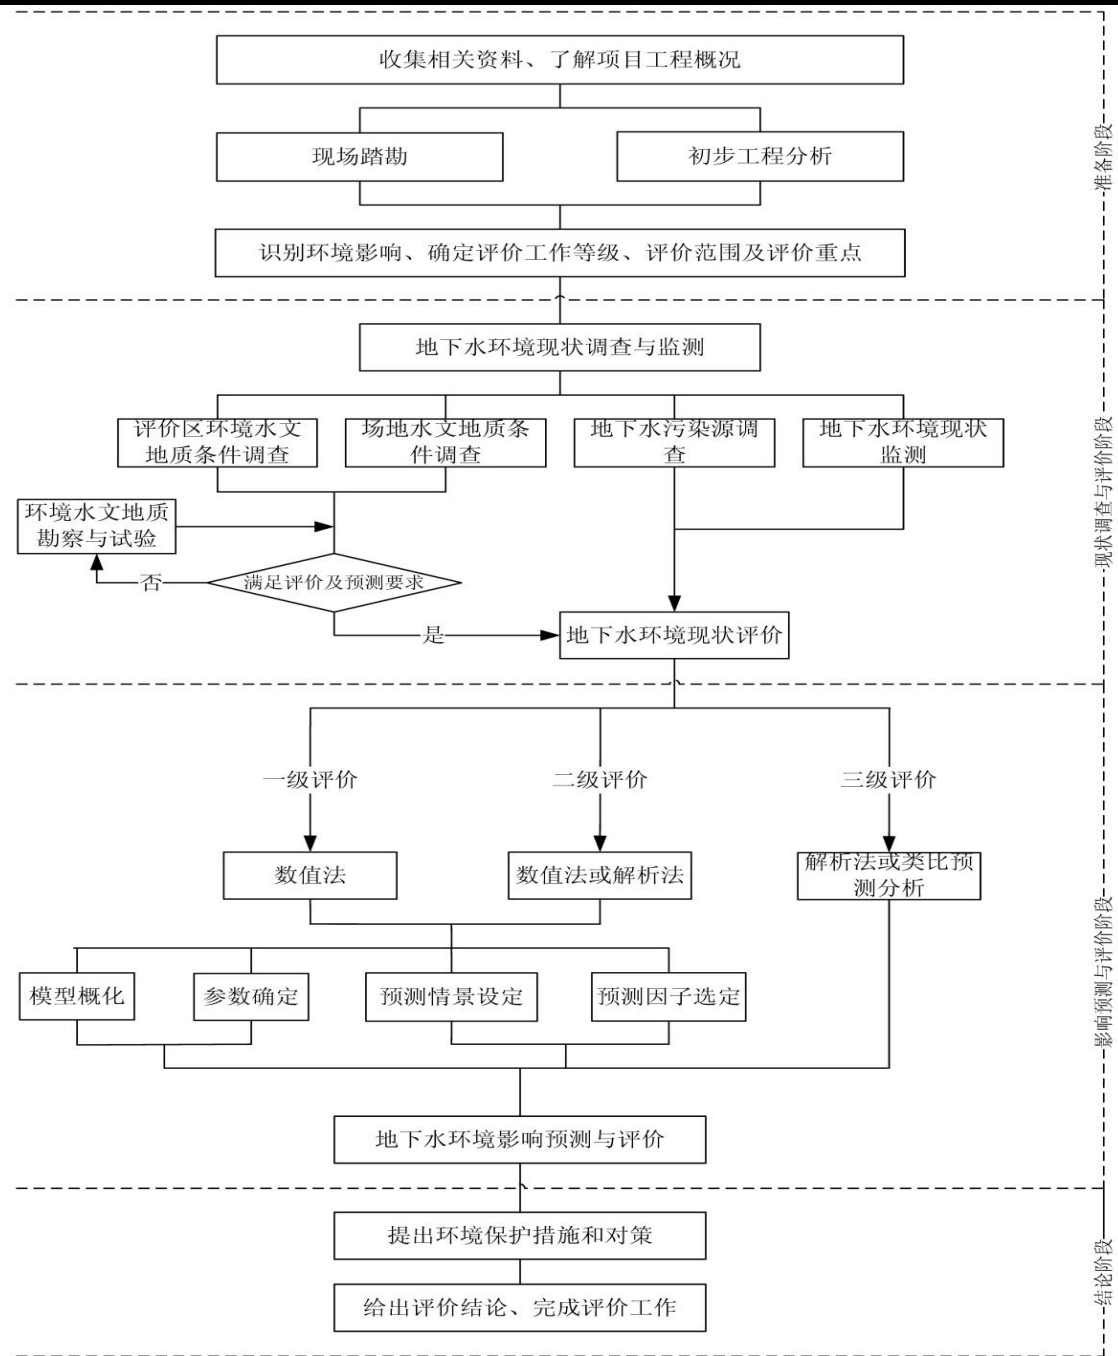 收集相关资料、了解项目工程概况
现场踏勘
初步工程分析
识别环境影响、确定评价工作等级、评价范围及评价重点
准备阶段
地下水环境现状调查与监测
评价区环境水文
地质条件调查
场地水文地质条
件调查
地下水污染源调
查
地下水环境现状
监测
环境水文地质
勘察与试验
否
满足评价及预测要求
是
地下水环境现状评价
现状调查与评价阶段
一级评价
二级评价
三级评价
数值法
数值法或解析法
解析法或类比预
测分析
模型概化
参数确定
预测情景设定
预测因子选定
地下水环境影响预测与评价
影响预测与评价阶段
提出环境保护措施和对策
给出评价结论、完成评价工作
结论阶段